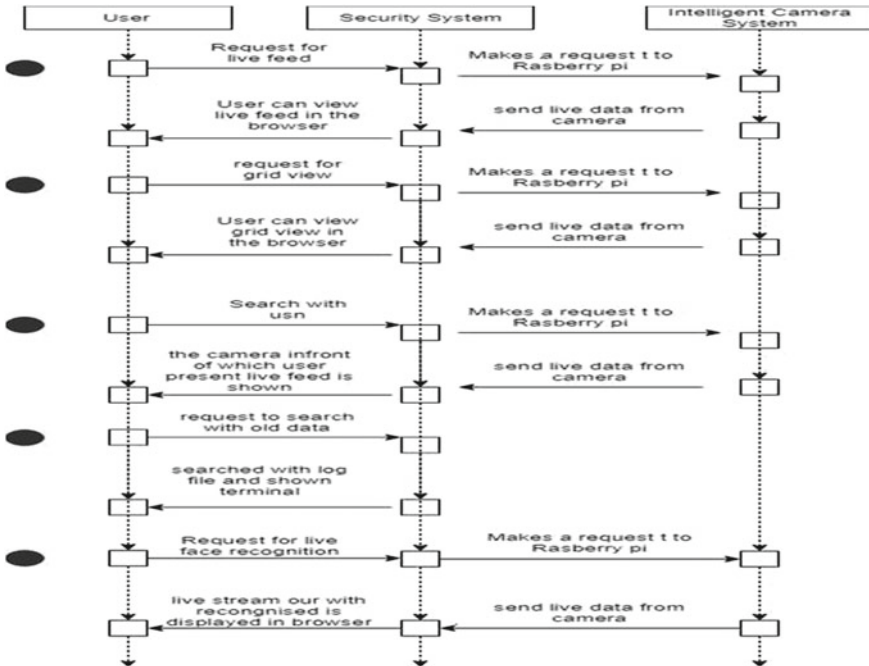 User
Security System
Intelligent Camera
System
Request for
live feed
Makes a request t to
Rasberry pi
User can view
live feed in the
browser
send live data from
camera
request for
grid view
Makes a request t to
Rasberry pi
User can view
grid view in
the browser
send live data from
camera
Search with
usn
Makes a request t to
Rasberry pi
the camera infront
of which user
present live feed is
shown
send live data from
camera
request to search
with old data
searched with log
file and shown
terminal
Request for live
face recognition
Makes a request t to
Rasberry pi
live stream our with
recongnised is
displayed in browser
send live data from
camera